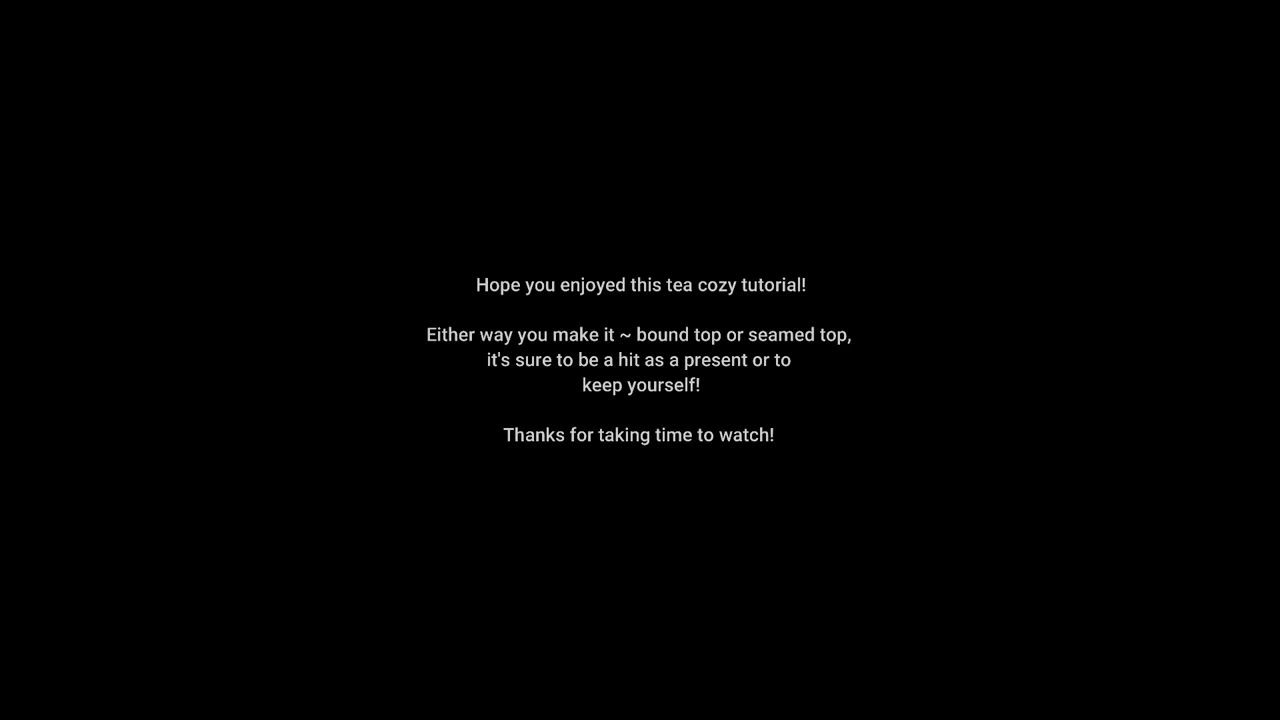 Hope you enjoyed this tea cozy tutorial!
Either way you make it ~ bound top or seamed top,
it's sure to be a hit as a present or to
keep yourself!
Thanks for taking time to watch!